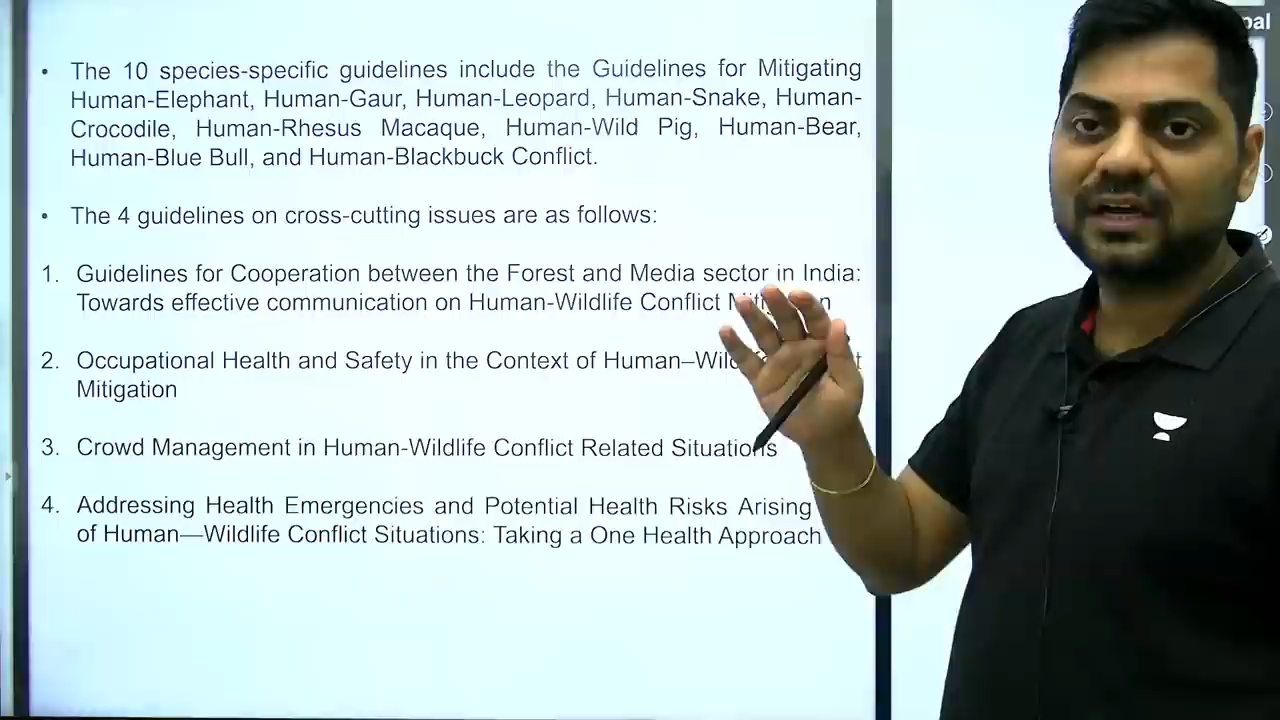 • The 10 species-specific guidelines include the Guidelines for Mitigating
Human-Elephant, Human-Gaur, Human-Leopard, Human-Snake, Human-
Crocodile, Human-Rhesus Macaque, Human-Wild Pig, Human-Bear,
Human-Blue Bull, and Human-Blackbuck Conflict.
• The 4 guidelines on cross-cutting issues are as follows:
1. Guidelines for Cooperation between the Forest and Media sector in India:
Towards effective communication on Human-Wildlife Conflict
2. Occupational Health and Safety in the Context of
Mitigation
3. Crowd Management in Human-Wildlife Conflict Related Situations
4. Addressing Health Emergencies and Potential Health Risks Arising
of Human—Wildlife Conflict Situations: Taking a One Health Approach